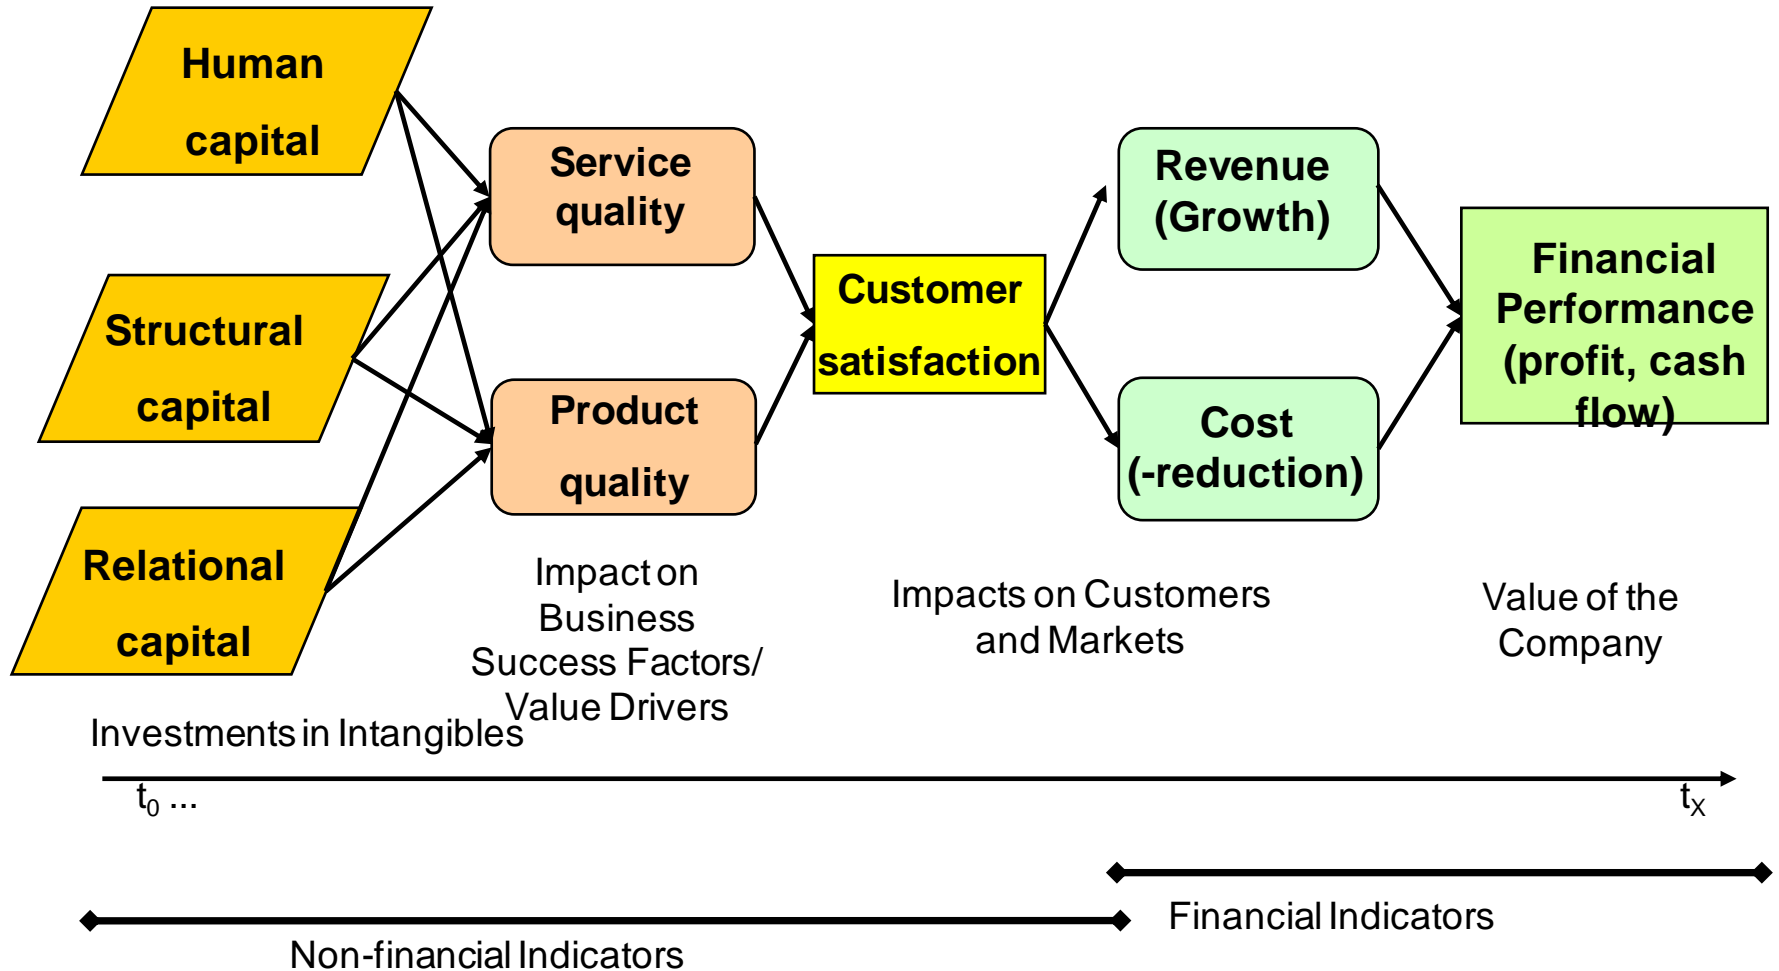 Human
capital
Structural
capital
Relational
capital
Service
quality
Product
quality
Customer
satisfaction
Revenue
(Growth)
Cost
(-reduction)
Financial
Performance
(profit, cash
flow)
Investments in Intangibles
Impact on
Business
Success Factors/
Value Drivers
Impacts on Customers
and Markets
Value of the
Company
t0 ...
tX
Financial Indicators
Non-financial Indicators